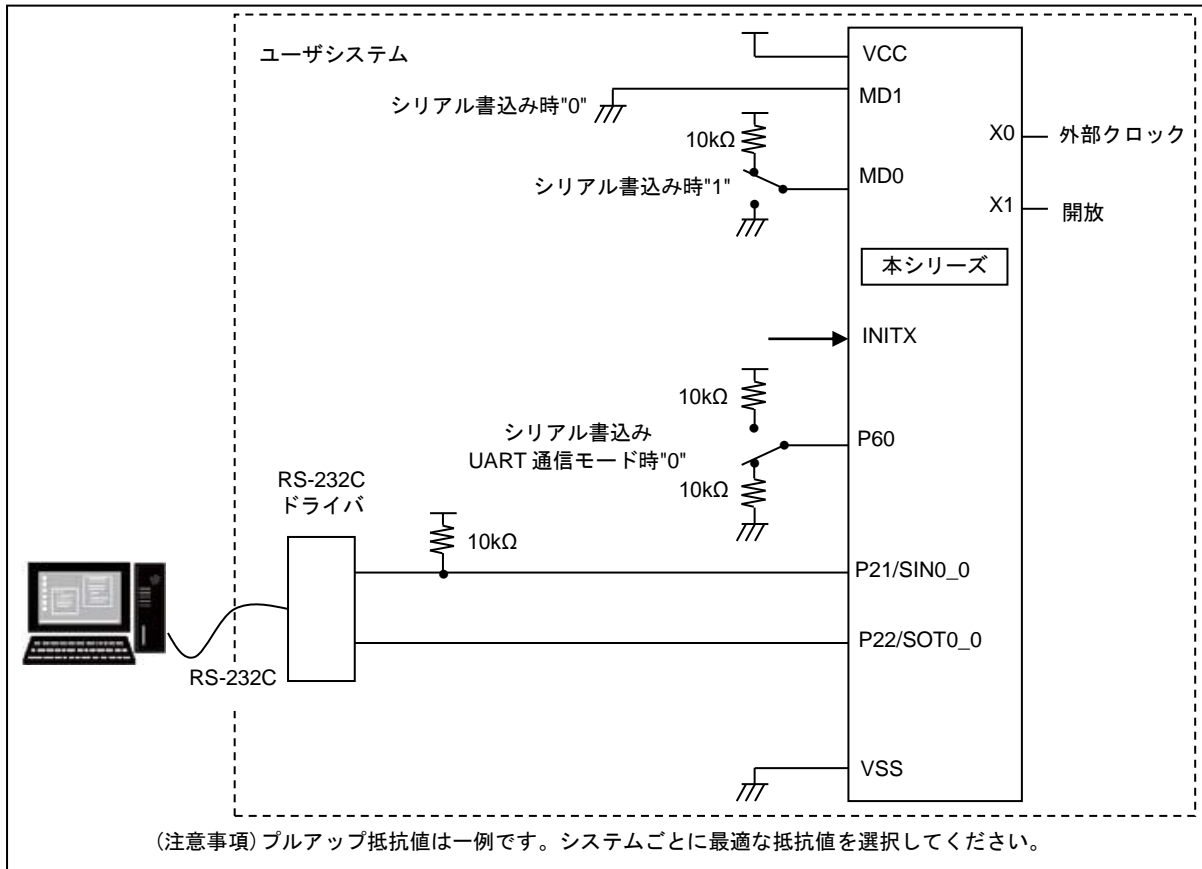 ユーザシステム
VCC
シリアル書込み時"0"
MD1
10kΩ
X0
外部クロック
シリアル書込み時"1"
MD0
X1
開放
本シリーズ
INITX
10kΩ
シリアル書込み
UART 通信モード時"0"
P60
10kΩ
RS-232C
ドライバ
10kΩ
P21/SIN0_0
P22/SOT0_0
RS-232C
VSS
(注意事項) プルアップ抵抗値は一例です。システムごとに最適な抵抗値を選択してください。